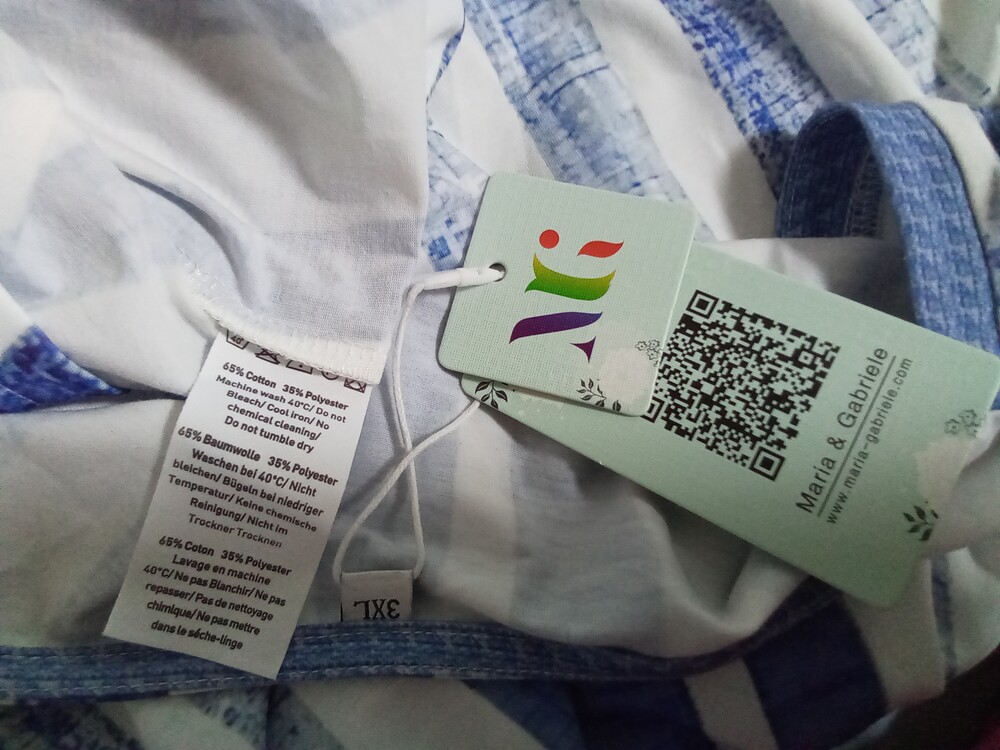 40°
65% Cotton 35% Polyester
Machine wash 40°C/ Do not
Bleach/ Cool iron/ No
chemical cleaning/
Do not tumble dry
65% Baumwolle 35% Polyester
Waschen bei 40°C/ Nicht
bleichen/ Bügeln bei niedriger
Temperatur/ Keine chemische
Reinigung/ Nicht im
Trockner Trocknen
65% Coton 35% Polyester
Lavage en machine
40°C/ Ne pas Blanchir/ Ne pas
repasser/ Pas de nettoyage
chimique/ Ne pas mettre
dans le séche-linge
3XL
Maria & Gabriele
www.maria-gabriele.com